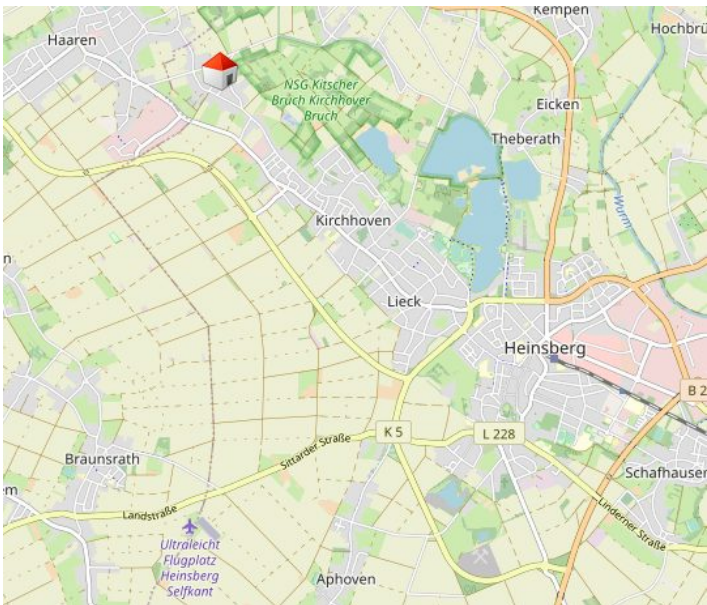 Kempen
Haaren
Hochbrü
NSG Kitscher
Bruch Kirchhover
Bruch
Eicken
Theberath
Wurm
Kirchhoven
n
Lieck
Heinsberg
B 2
K 5
L 228
Sittarder Straße
Braunsrath
Schafhausen
em
Landstraße
Linderner Straße
Ultraleicht
Flugplatz
Heinsberg
Selfkant
Aphoven